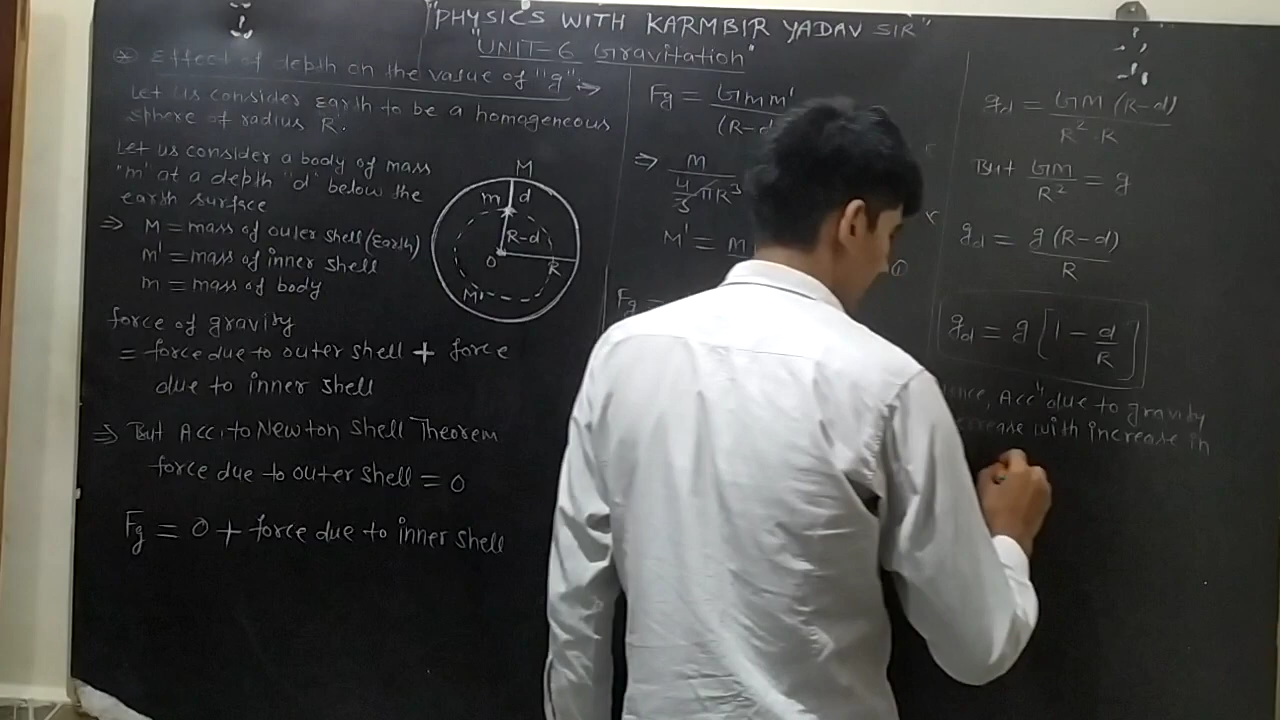 "PHYSICS WITH KARMBIR YADAV SIR"
"UNIT-6 Gravitation"
Effect of depth on the value of "g" :→
Let us consider Earth to be a homogeneous
sphere of radius R.
Let us consider a body of mass
"m" at a depth "d" below the
earth surface
⇒ M = mass of outer shell (Earth)
m' = mass of inner shell
m = mass of body
force of gravity
= force due to outer shell + force
due to inner shell
⇒ But Acc. to Newton Shell Theorem
force due to outer shell = 0
Fg = 0 + force due to inner shell
M
m d
R-d
O
R
M'
Fg = GMM'
(R-d
⇒ M
4/3 πR³
M' = M
Fg =
gd = GM (R-d)
R² . R
But GM/R² = g
gd = g(R-d)
R
gd = g [1 - d/R]
Accⁿ due to gravity
with increase in